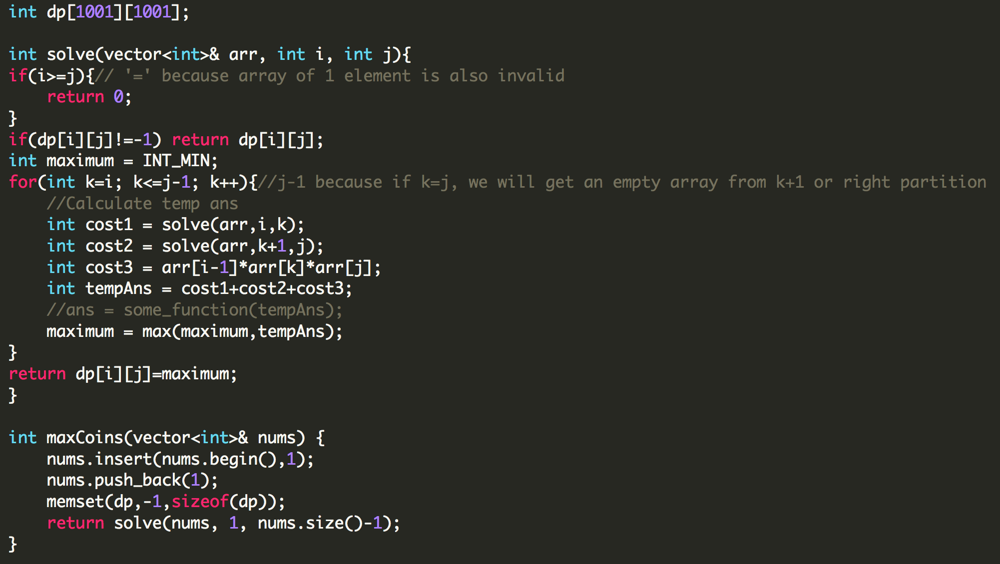 int dp[1001][1001];

int solve(vector<int>& arr, int i, int j){
if(i>=j){// '=' because array of 1 element is also invalid
    return 0;
}
if(dp[i][j]!=-1) return dp[i][j];
int maximum = INT_MIN;
for(int k=i; k<=j-1; k++){//j-1 because if k=j, we will get an empty array from k+1 or right partition
    //Calculate temp ans
    int cost1 = solve(arr,i,k);
    int cost2 = solve(arr,k+1,j);
    int cost3 = arr[i-1]*arr[k]*arr[j];
    int tempAns = cost1+cost2+cost3;
    //ans = some_function(tempAns);
    maximum = max(maximum,tempAns);
}
return dp[i][j]=maximum;
}

int maxCoins(vector<int>& nums) {
    nums.insert(nums.begin(),1);
    nums.push_back(1);
    memset(dp,-1,sizeof(dp));
    return solve(nums, 1, nums.size()-1);
}